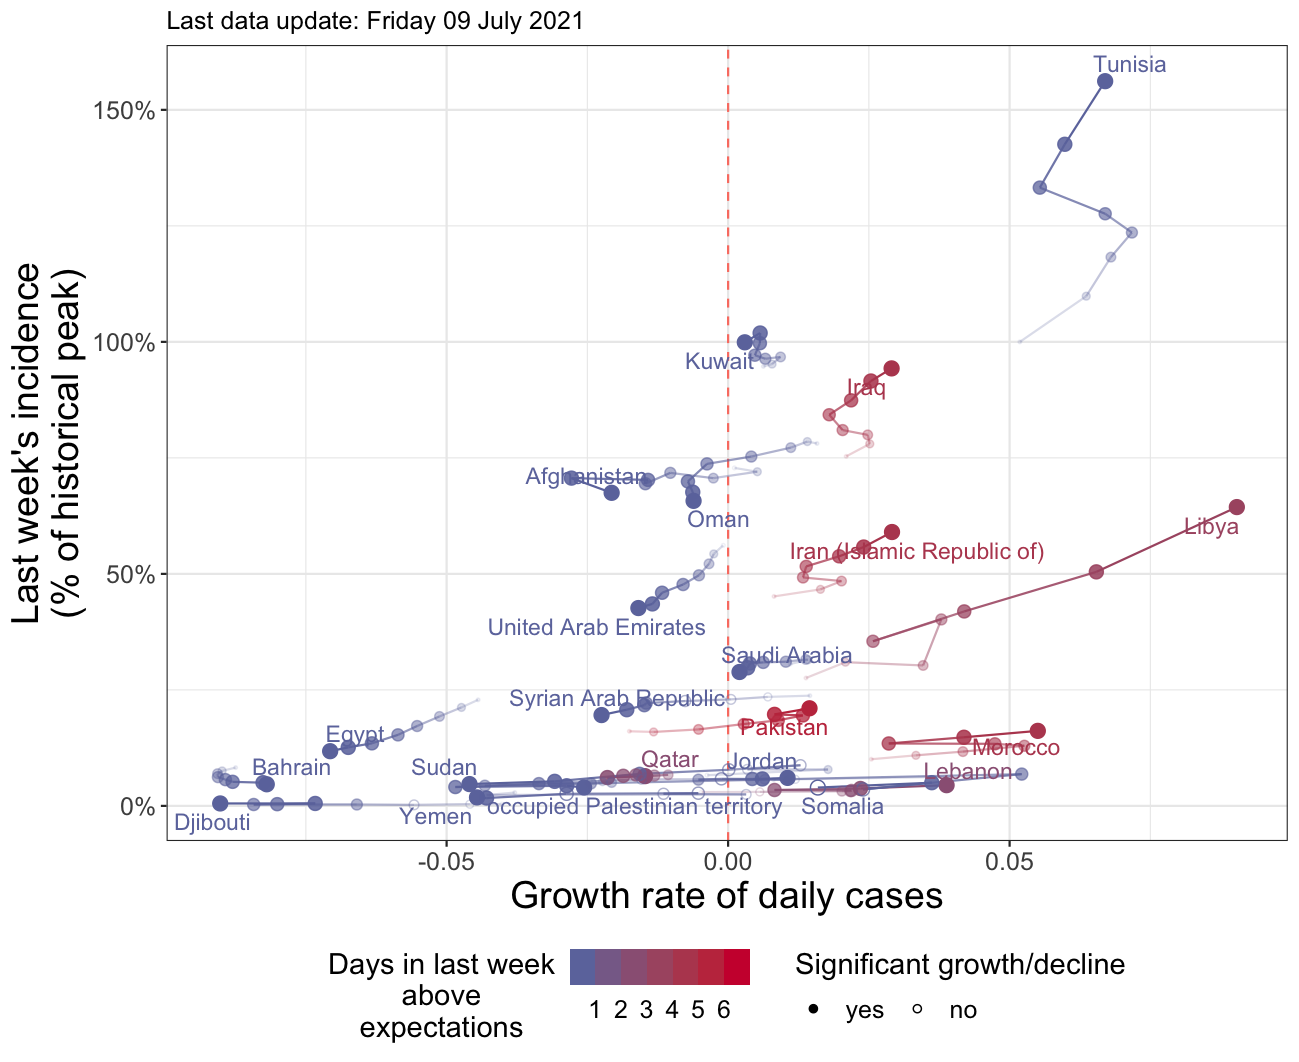 Last data update: Friday 09 July 2021
Tunisia
150%
100%
Kuwait
Iraq
Afghanistan
Oman
Libya
Iran (Islamic Republic of)
50%
United Arab Emirates
Saudi Arabia
Syrian Arab Republic
Pakistan
Egypt
Morocco
Qatar
Jordan
Bahrain
Sudan
Lebanon
occupied Palestinian territory
Somalia
0%
Yemen
Djibouti
Last week's incidence
(% of historical peak)
-0.05
0.00
0.05
Growth rate of daily cases
Days in last week
above
expectations
1 2 3 4 5 6
Significant growth/decline
yes
no